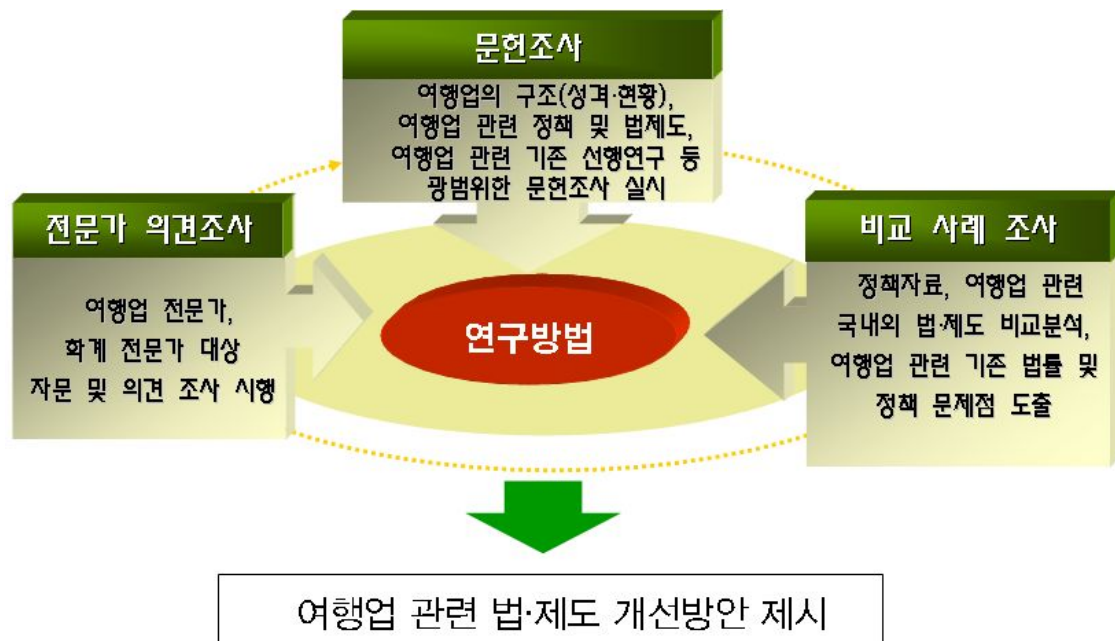 문헌조사
여행업의 구조(성격·현황),
여행업 관련 정책 및 법제도,
여행업 관련 기존 선행연구 등
광범위한 문헌조사 실시
전문가 의견조사
여행업 전문가,
학계 전문가 대상
자문 및 의견 조사 시행
연구방법
비교 사례 조사
정책자료, 여행업 관련
국내외 법·제도 비교분석,
여행업 관련 기존 법률 및
정책 문제점 도출
여행업 관련 법·제도 개선방안 제시